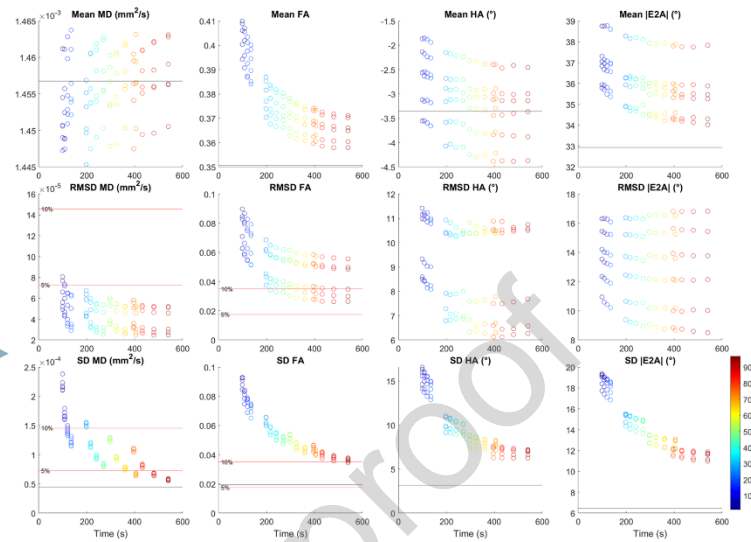 Mean MD (mm²/s) Mean FA Mean HA (°) Mean |E2A| (°)
×10⁻³
1.465 0.41 -1.5 39
0.4 -2 38
1.46 0.39 -2.5 37
0.38 -3 36
1.455 -3.5 35
0.37 -4 34
1.45 0.36 -4.5 33
1.445 0.35 -5 32
0 200 400 600 0 200 400 600 0 200 400 600 0 200 400 600
RMSD MD (mm²/s) RMSD FA RMSD HA (°) RMSD |E2A| (°)
×10⁻⁵
16 0.1 12 18
10%
14 0.08 11 16
12 10 14
10 0.06
9 12
8 5% 0.04 10%
6 8 10
4 0.02 5% 7 8
2 0 6 6
0 200 400 600 0 200 400 600 0 200 400 600 0 200 400 600
SD MD (mm²/s) SD FA SD HA (°) SD |E2A| (°)
×10⁻⁴
2.5 0.1 20
2 0.08 15 18
16
1.5 10% 0.06 10 14
1 0.04 10% 12
5% 5 10
0.5 0.02 5% 8
0 0 0 6
0 200 400 600 0 200 400 600 0 200 400 600 0 200 400 600
Time (s) Time (s) Time (s) Time (s)
90
80
70
60
50
40
30
20
10
proof